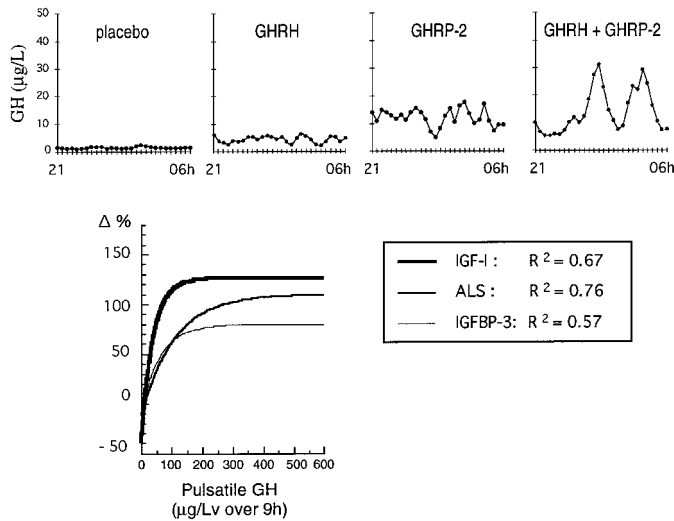 placebo GHRH GHRP-2 GHRH + GHRP-2
GH (µg/L)
50
40
30
20
10
0
21 06h 21 06h 21 06h 21 06h
Δ %
150
100
50
0
- 50
0 100 200 300 400 500 600
Pulsatile GH
(µg/Lv over 9h)
IGF-I : R² = 0.67
ALS : R² = 0.76
IGFBP-3: R² = 0.57